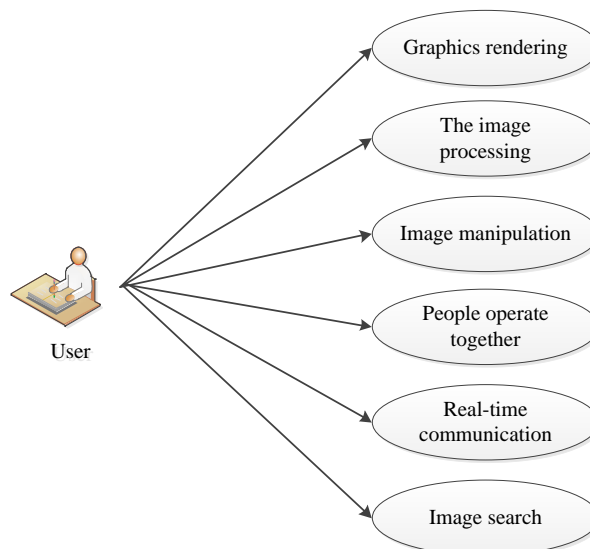 Graphics rendering
The image
processing
Image manipulation
People operate
together
User
Real-time
communication
Image search